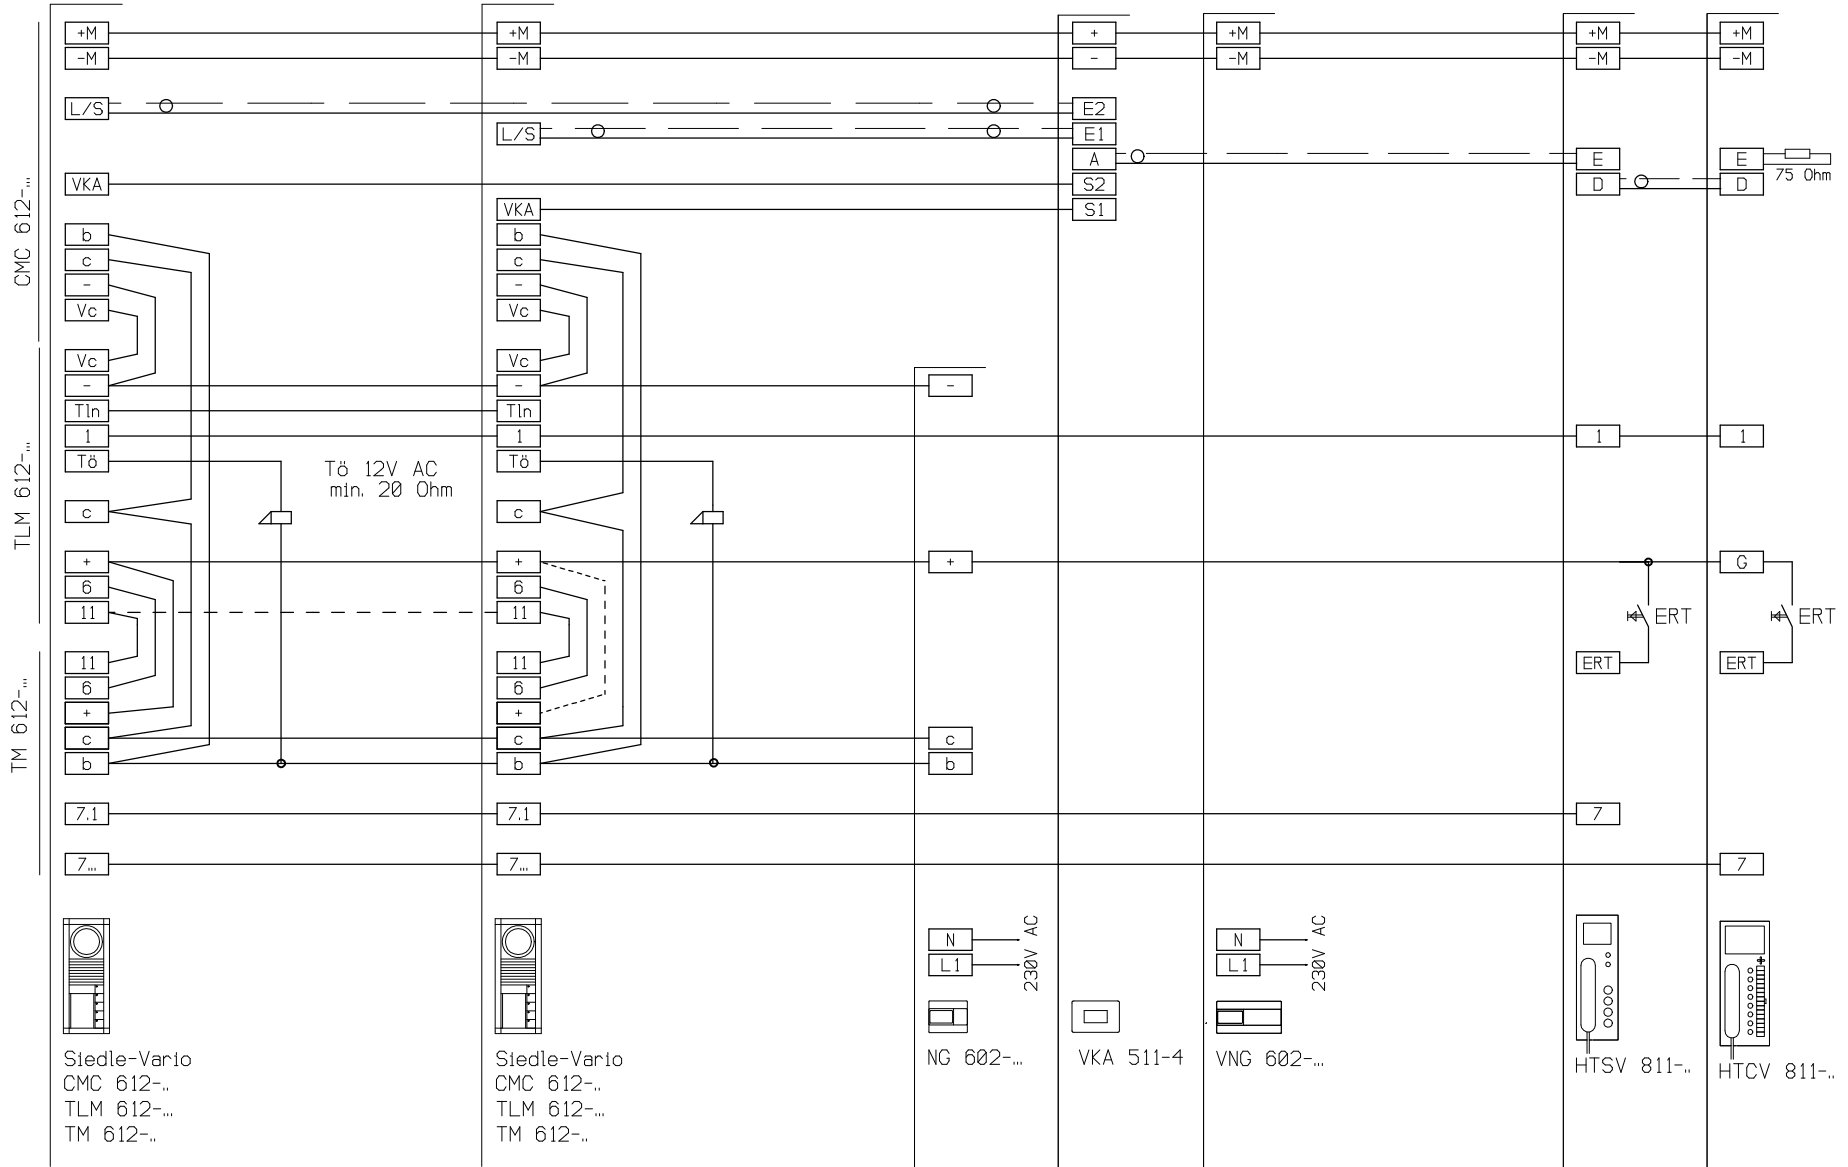 +M +M + +M +M +M
-M -M - -M -M -M
L/S E2
L/S E1
A E E
75 Ohm
VKA S2 D D
VKA S1
CMC 612-...
b b
c c
- -
Vc Vc
Vc Vc
- - -
Tln Tln
1 1 1 1
Tö Tö
Tö 12V AC
min. 20 Ohm
TLM 612-...
c c
+ + + G
6 6
11 11
ERT ERT
11 11 ERT ERT
6 6
+ +
TM 612-...
c c c
b b b
7.1 7.1 7
7... 7... 7
N N
L1 L1
230V AC 230V AC
Siedle-Vario
CMC 612-..
TLM 612-...
TM 612-..
Siedle-Vario
CMC 612-..
TLM 612-...
TM 612-..
NG 602-...
VKA 511-4
VNG 602-...
HTSV 811-..
HTCV 811-..